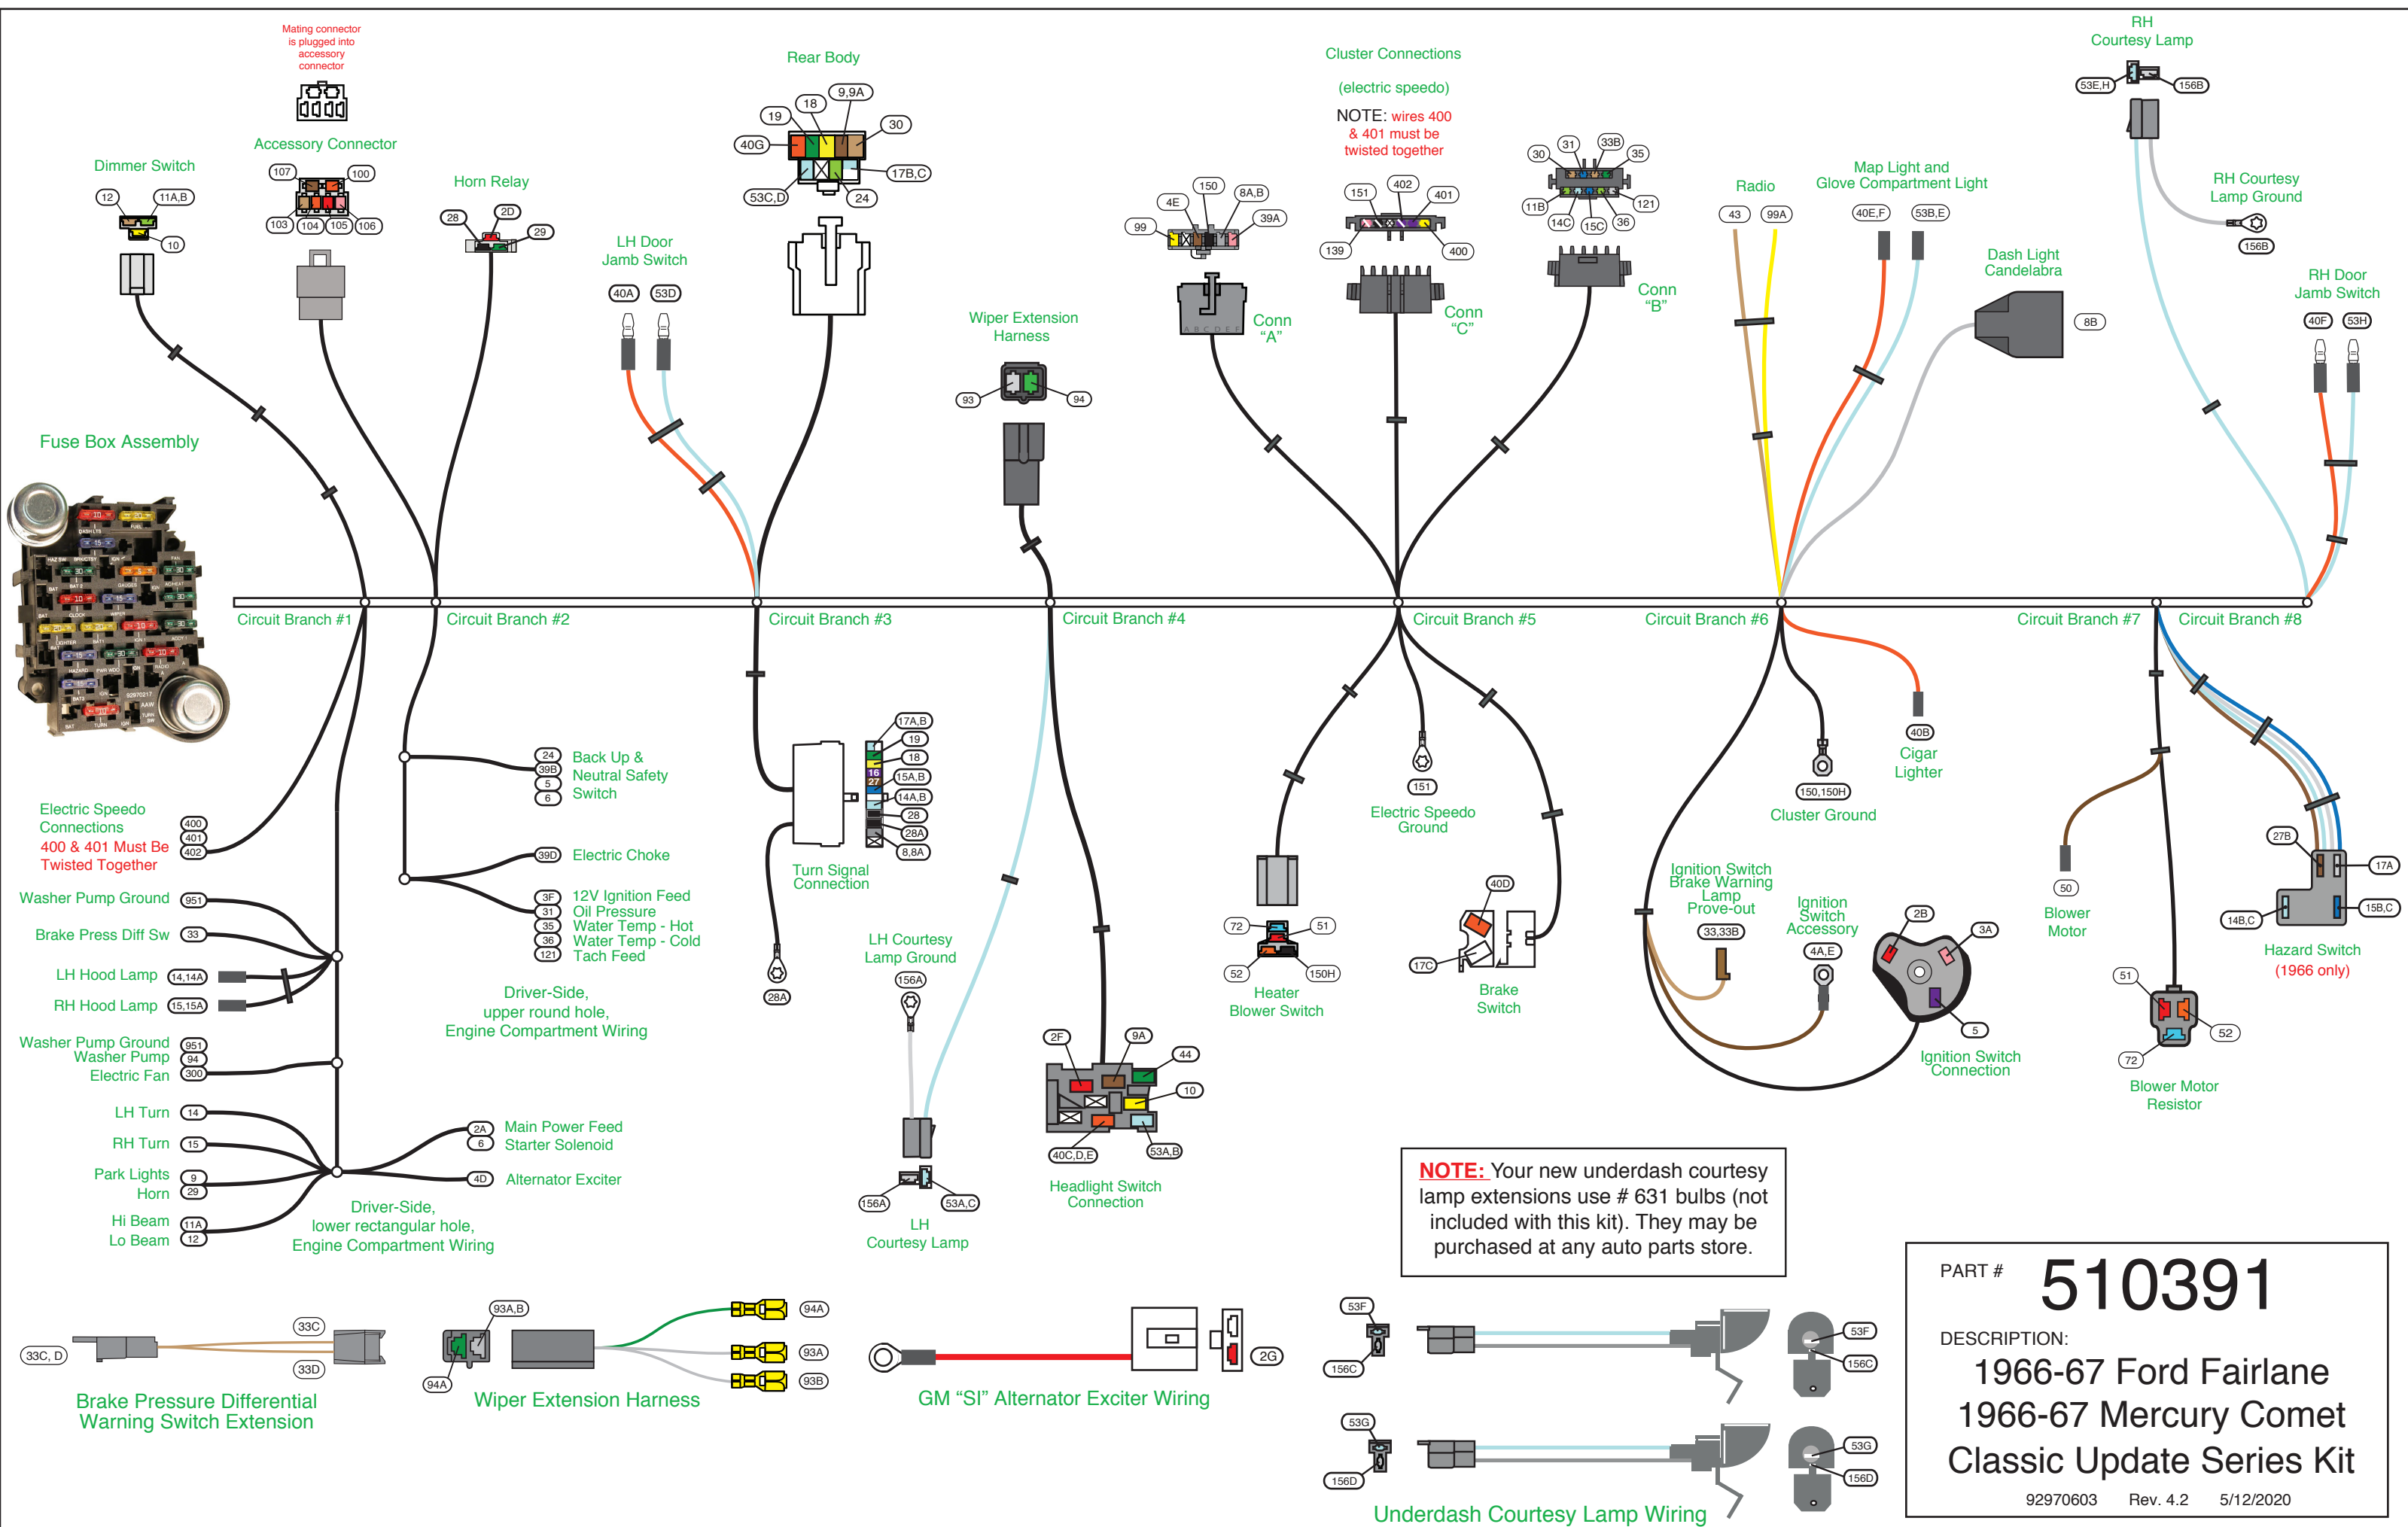 Mating connector
is plugged into
accessory
connector
Accessory Connector
107
100
103
104
105
106
Dimmer Switch
12
11A,B
10
Horn Relay
28
2D
29
LH Door
Jamb Switch
40A
53D
Rear Body
19
18
9,9A
30
40G
53C,D
24
17B,C
Wiper Extension
Harness
93
94
Cluster Connections
(electric speedo)
NOTE: wires 400
& 401 must be
twisted together
99
4E
150
8A,B
39A
A B C D E F
Conn
“A”
151
402
401
139
400
Conn
“C”
30
31
33B
35
11B
14C
15C
36
121
Conn
“B”
Radio
43
99A
Map Light and
Glove Compartment Light
40E,F
53B,E
Dash Light
Candelabra
8B
RH
Courtesy Lamp
53E,H
156B
RH Courtesy
Lamp Ground
156B
RH Door
Jamb Switch
40F
53H
Fuse Box Assembly
92970217
AAW
Circuit Branch #1
Circuit Branch #2
Circuit Branch #3
Circuit Branch #4
Circuit Branch #5
Circuit Branch #6
Circuit Branch #7
Circuit Branch #8
Electric Speedo
Connections
400 & 401 Must Be
Twisted Together
400
401
402
Washer Pump Ground 951
Brake Press Diff Sw 33
LH Hood Lamp 14,14A
RH Hood Lamp 15,15A
Washer Pump Ground 951
Washer Pump 94
Electric Fan 300
LH Turn 14
RH Turn 15
Park Lights 9
Horn 29
Hi Beam 11A
Lo Beam 12
2A Main Power Feed
6 Starter Solenoid
4D Alternator Exciter
Driver-Side,
lower rectangular hole,
Engine Compartment Wiring
24
39B
5
6
Back Up &
Neutral Safety
Switch
39D Electric Choke
3F 12V Ignition Feed
31 Oil Pressure
35 Water Temp - Hot
36 Water Temp - Cold
121 Tach Feed
Driver-Side,
upper round hole,
Engine Compartment Wiring
17A,B
19
18
16
27
15A,B
14A,B
28
28A
8,8A
Turn Signal
Connection
28A
LH Courtesy
Lamp Ground
156A
156A
53A,C
LH
Courtesy Lamp
2F
9A
44
10
40C,D,E
53A,B
Headlight Switch
Connection
72
51
52
150H
Heater
Blower Switch
151
Electric Speedo
Ground
40D
17C
Brake
Switch
Ignition Switch
Brake Warning
Lamp
Prove-out
33,33B
Ignition
Switch
Accessory
4A,E
150,150H
Cluster Ground
40B
Cigar
Lighter
2B
3A
5
Ignition Switch
Connection
50
Blower
Motor
51
52
72
Blower Motor
Resistor
27B
17A
14B,C
15B,C
Hazard Switch
(1966 only)
NOTE: Your new underdash courtesy
lamp extensions use # 631 bulbs (not
included with this kit). They may be
purchased at any auto parts store.
33C, D
33C
33D
Brake Pressure Differential
Warning Switch Extension
93A,B
94A
94A
93A
93B
Wiper Extension Harness
2G
GM “SI” Alternator Exciter Wiring
53F
156C
53F
156C
53G
156D
53G
156D
Underdash Courtesy Lamp Wiring
PART # 510391
DESCRIPTION:
1966-67 Ford Fairlane
1966-67 Mercury Comet
Classic Update Series Kit
92970603 Rev. 4.2 5/12/2020